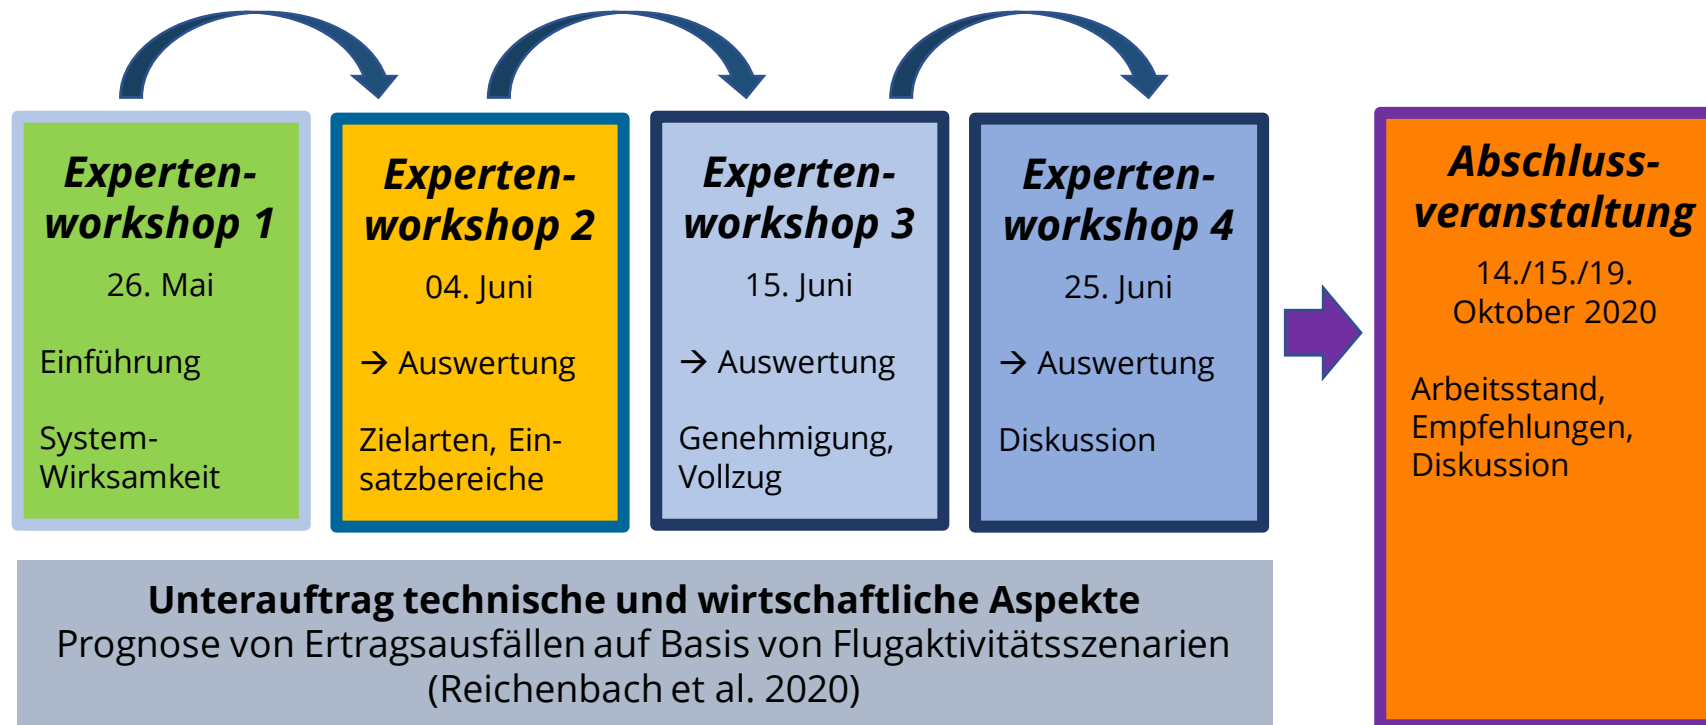 Experten-
workshop 1
26. Mai
Einführung
System-
Wirksamkeit
Experten-
workshop 2
04. Juni
→ Auswertung
Zielarten, Ein-
satzbereiche
Experten-
workshop 3
15. Juni
→ Auswertung
Genehmigung,
Vollzug
Experten-
workshop 4
25. Juni
→ Auswertung
Diskussion
Abschluss-
veranstaltung
14./15./19.
Oktober 2020
Arbeitsstand,
Empfehlungen,
Diskussion
Unterauftrag technische und wirtschaftliche Aspekte
Prognose von Ertragsausfällen auf Basis von Flugaktivitätsszenarien
(Reichenbach et al. 2020)